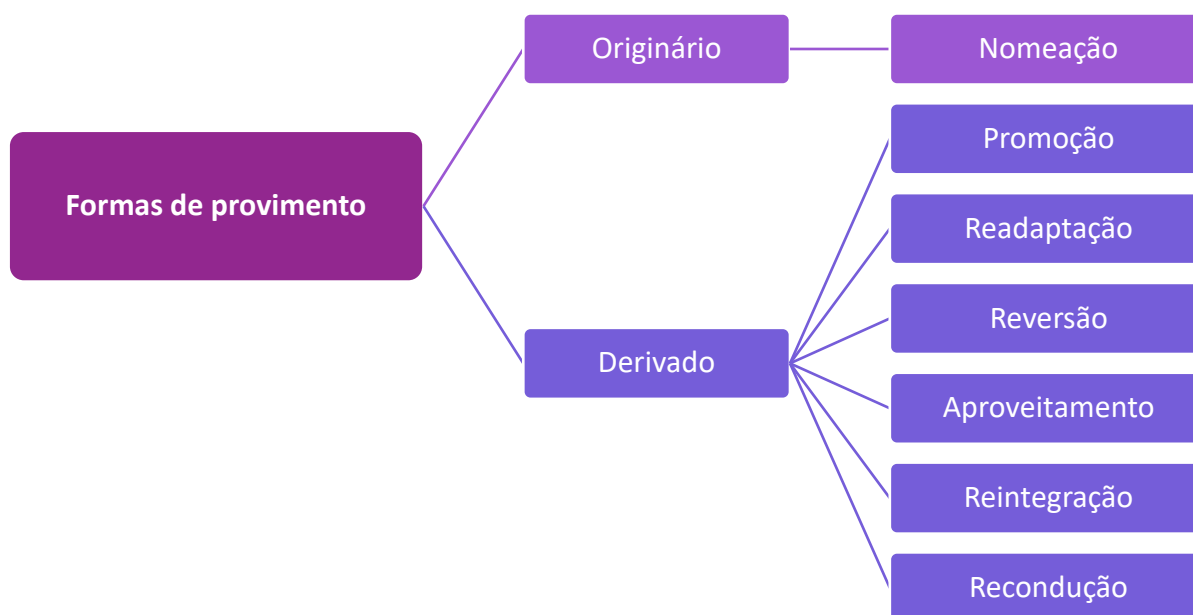 Formas de provimento
Originário
Nomeação
Derivado
Promoção
Readaptação
Reversão
Aproveitamento
Reintegração
Recondução